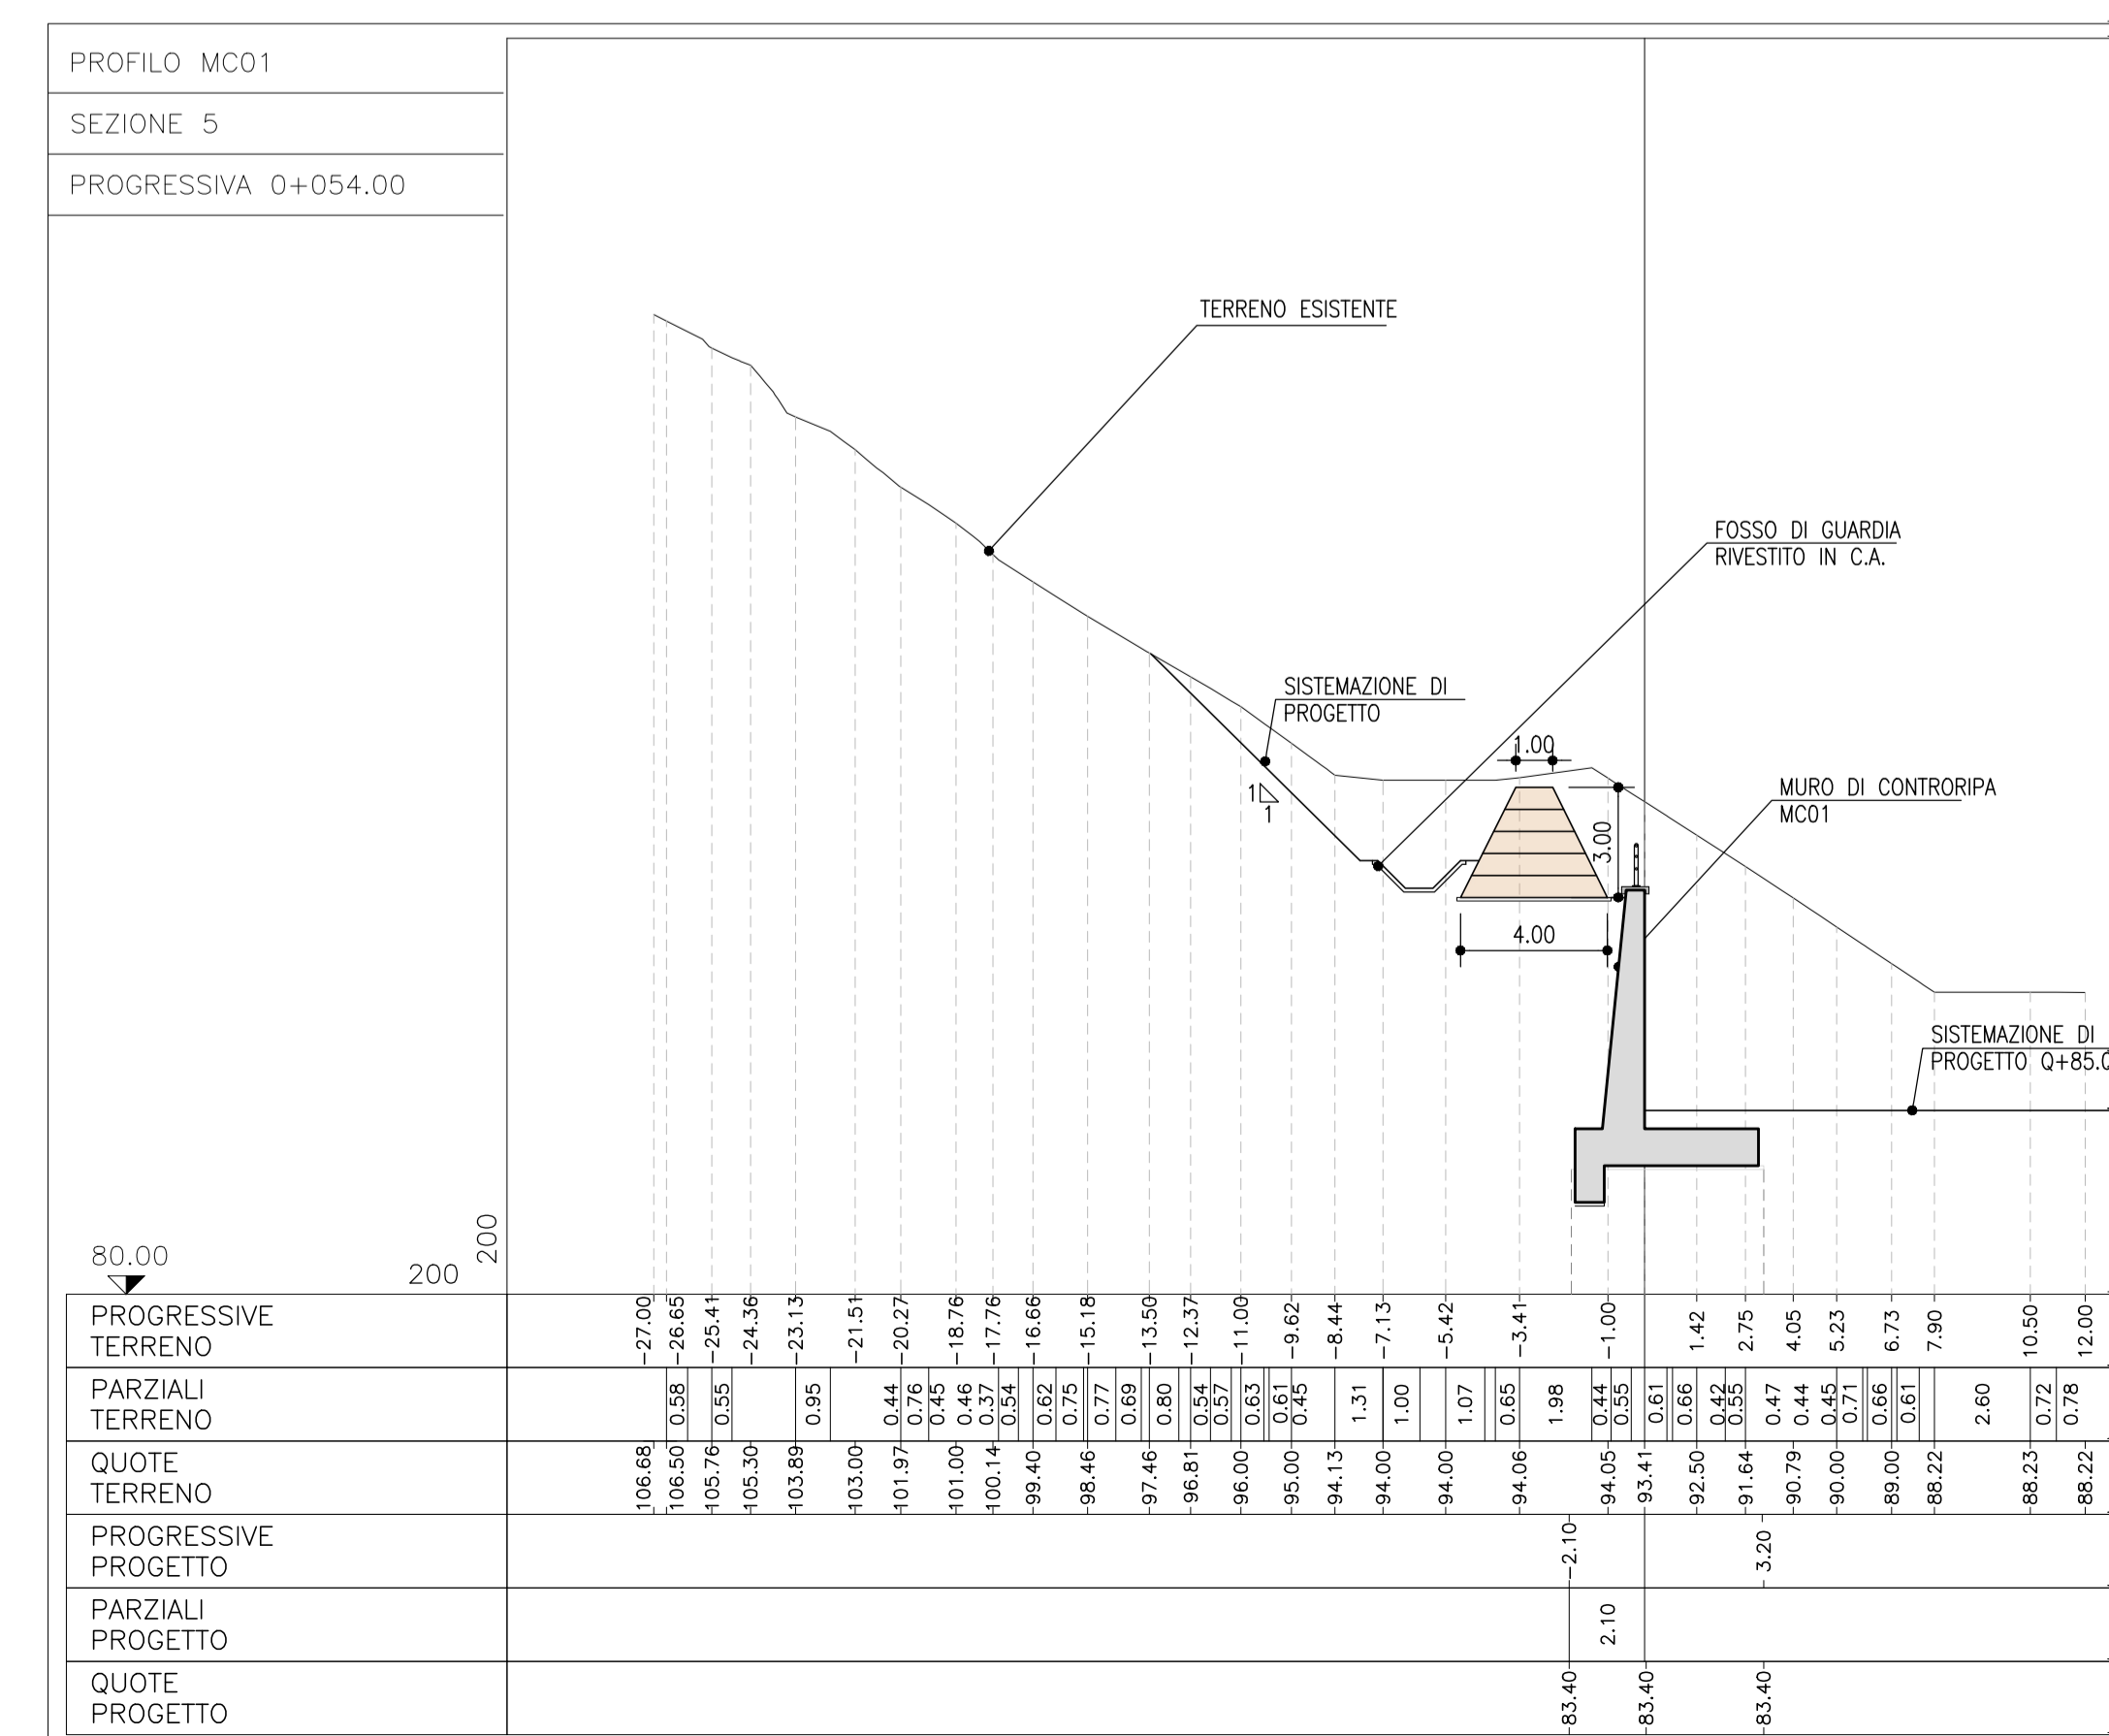 PROFILO MC01
SEZIONE 5
PROGRESSIVA 0+054.00
TERRENO ESISTENTE
FOSSO DI GUARDIA
RIVESTITO IN C.A.
SISTEMAZIONE DI
PROGETTO
1.00
1
1
3.00
MURO DI CONTRORIPA
MC01
4.00
SISTEMAZIONE DI
PROGETTO Q+85.0
80.00
200
200
PROGRESSIVE
TERRENO
-27.00 -26.65 -25.41 -24.36 -23.13 -21.51 -20.27 -18.76 -17.76 -16.66 -15.18 -13.50 -12.37 -11.00 -9.62 -8.44 -7.13 -5.42 -3.41 -1.00 1.42 2.75 4.05 5.23 6.73 7.90 10.50 12.00
PARZIALI
TERRENO
0.58 0.55 0.95 0.44 0.76 0.45 0.46 0.37 0.54 0.62 0.75 0.77 0.69 0.80 0.54 0.57 0.63 0.61 0.45 1.31 1.00 1.07 0.65 1.98 0.44 0.55 0.61 0.66 0.42 0.55 0.47 0.44 0.45 0.71 0.66 0.61 2.60 0.72 0.78
QUOTE
TERRENO
106.68 106.50 105.76 105.30 103.89 103.00 101.97 101.00 100.14 99.40 98.46 97.46 96.81 96.00 95.00 94.13 94.00 94.00 94.06 94.05 93.41 92.50 91.64 90.79 90.00 89.00 88.22 88.23 88.22
PROGRESSIVE
PROGETTO
-2.10 3.20
PARZIALI
PROGETTO
2.10
QUOTE
PROGETTO
83.40 83.40 83.40